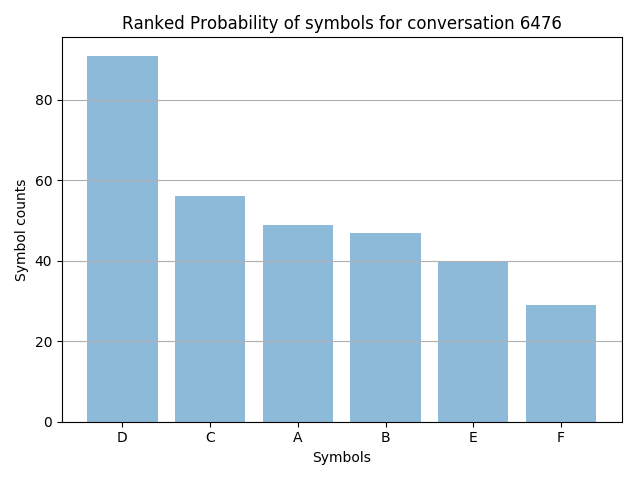 Ranked Probability of symbols for conversation 6476
80
60
40
20
0
Symbol counts
D C A B E F
Symbols